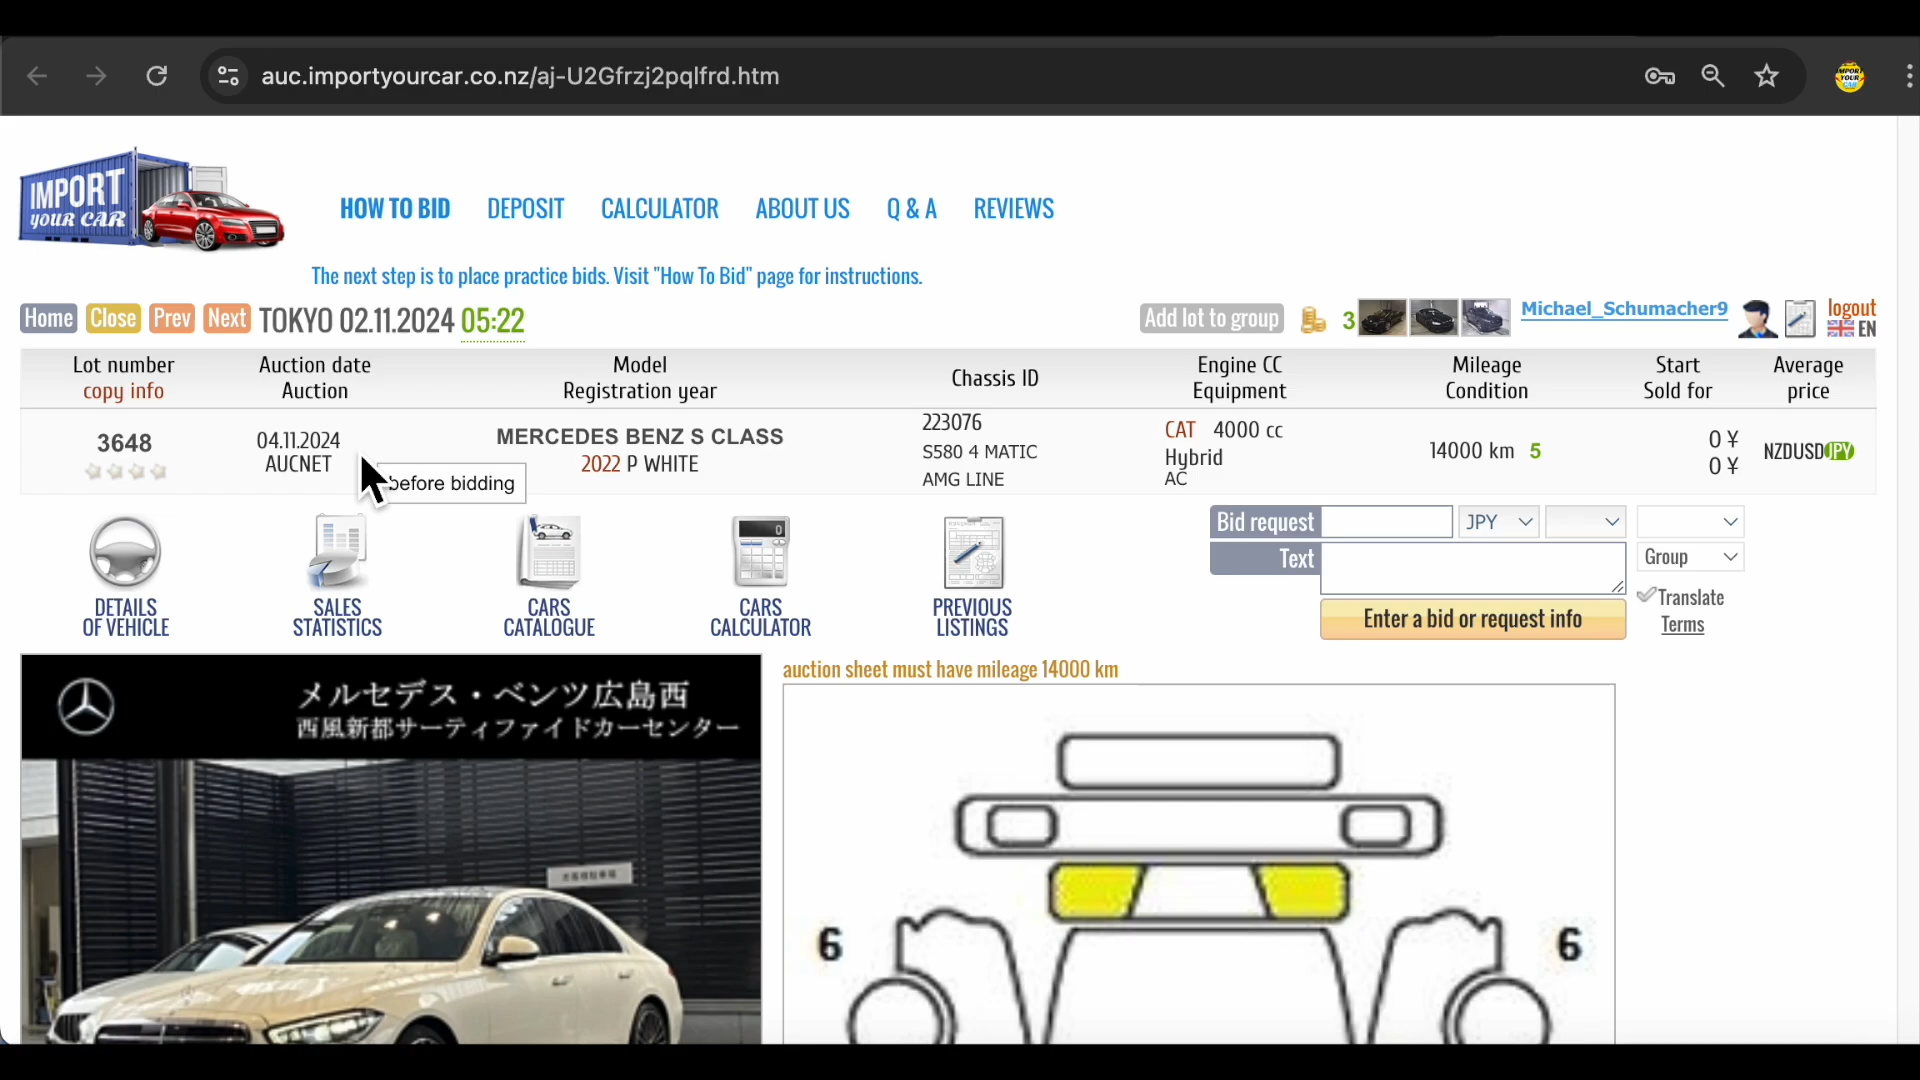 auc.importyourcar.co.nz/aj-U2Gfrzj2pqlfrd.htm
IMPORT
YOUR CAR
IMPORT
YOUR CAR
HOW TO BID DEPOSIT CALCULATOR ABOUT US Q & A REVIEWS
The next step is to place practice bids. Visit "How To Bid" page for instructions.
Home Close Prev Next TOKYO 02.11.2024 05:22 Add lot to group 3 Michael_Schumacher9 logout
EN
Lot number Auction date Model Chassis ID Engine CC Mileage Start Average
copy info Auction Registration year Equipment Condition Sold for price
3648
04.11.2024
AUCNET
before bidding
MERCEDES BENZ S CLASS
2022 P WHITE
223076
S580 4 MATIC
AMG LINE
CAT 4000 cc
Hybrid
AC
14000 km 5
0 ¥
0 ¥
NZDUSDJPY
DETAILS
OF VEHICLE
SALES
STATISTICS
CARS
CATALOGUE
0
CARS
CALCULATOR
PREVIOUS
LISTINGS
Bid request JPY
Text
Group
Translate
Terms
Enter a bid or request info
auction sheet must have mileage 14000 km
メルセデス・ベンツ広島西
西風新都サーティファイドカーセンター
6 6